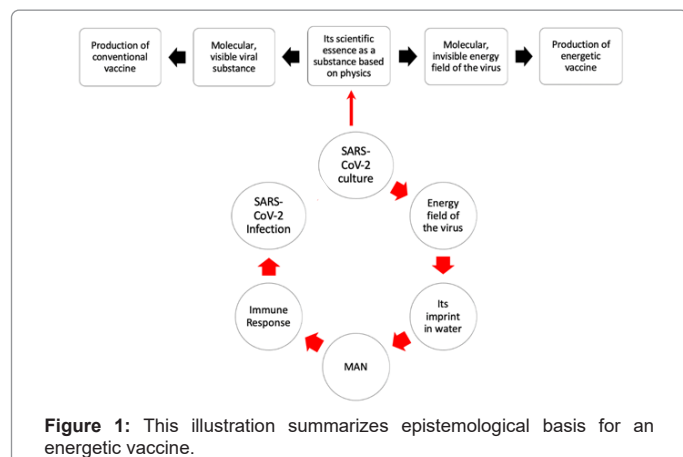 Production of
conventional
vaccine
Molecular,
visible viral
substance
Its scientific
essence as a
substance based
on physics
Molecular,
invisible energy
field of the virus
Production of
energetic
vaccine
SARS-
CoV-2
culture
Energy
field of
the virus
Its
imprint
in water
MAN
Immune
Response
SARS-
CoV-2
Infection
Figure 1: This illustration summarizes epistemological basis for an
energetic vaccine.